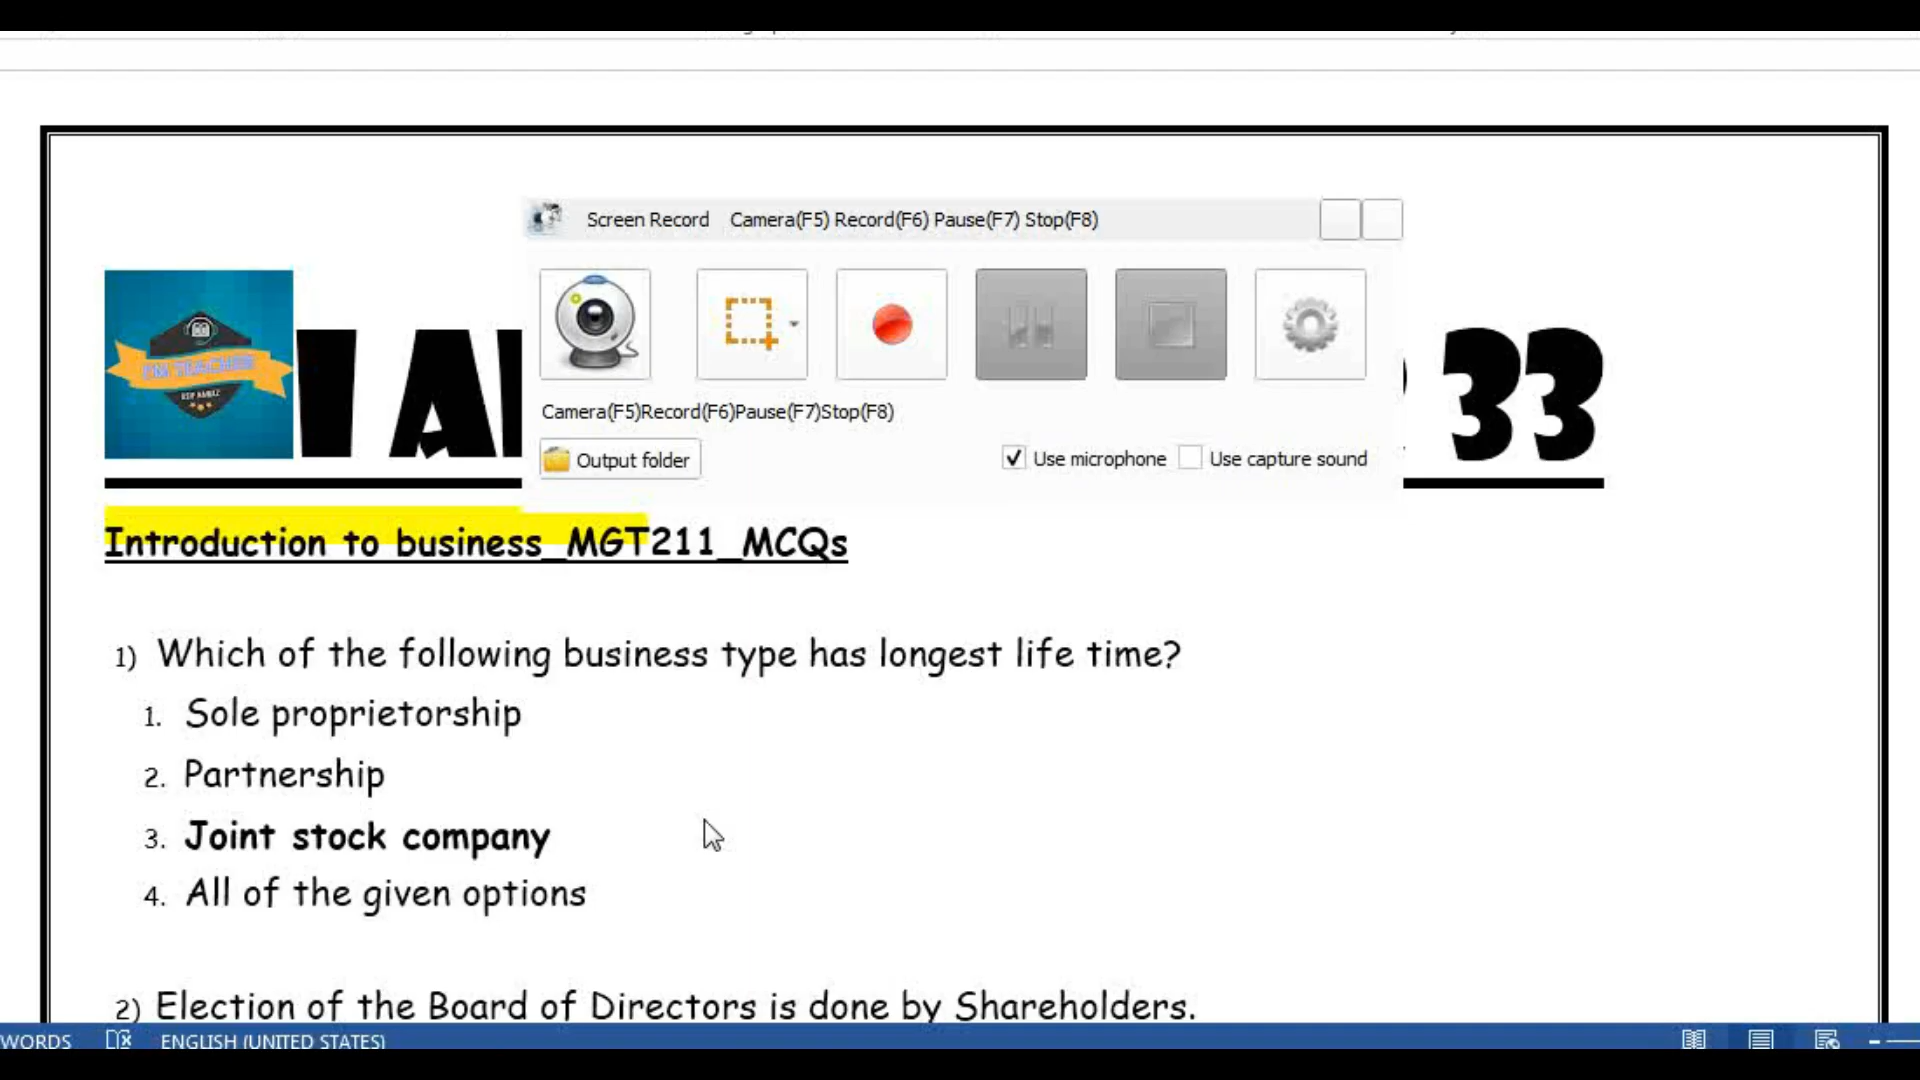 Screen Record Camera(F5) Record(F6) Pause(F7) Stop(F8)
Camera(F5)Record(F6)Pause(F7)Stop(F8)
Output folder
Use microphone
Use capture sound
I'M TEACHER
I
33
Introduction to business_MGT211_MCQs
1) Which of the following business type has longest life time?
1. Sole proprietorship
2. Partnership
3. Joint stock company
4. All of the given options
2) Election of the Board of Directors is done by Shareholders.
WORDS
ENGLISH (UNITED STATES)